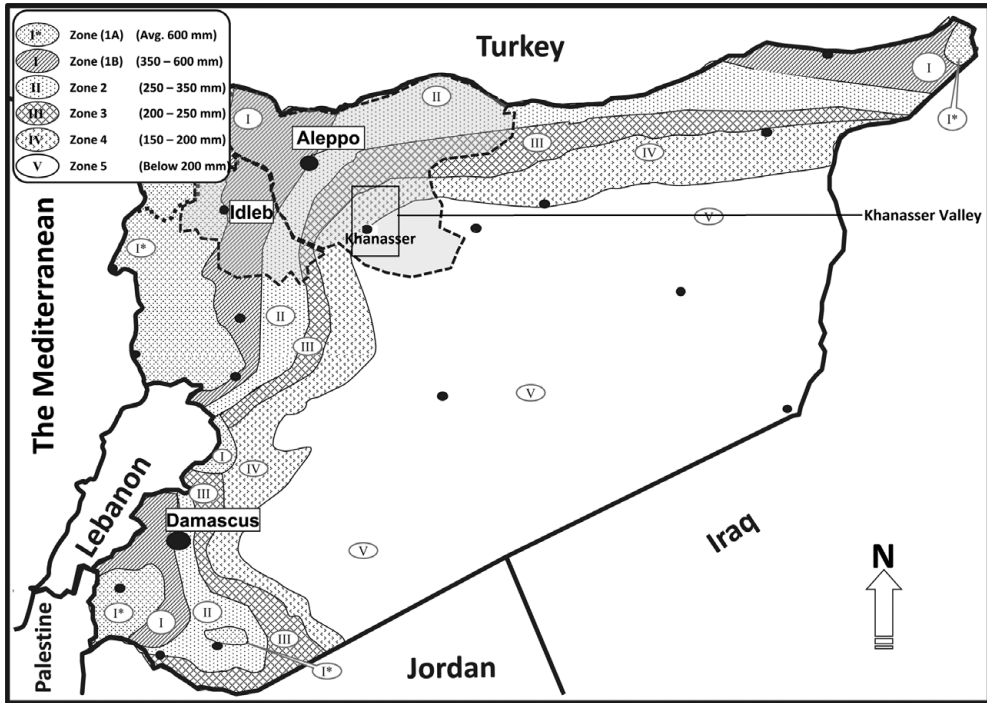 I* Zone (1A) (Avg. 600 mm)
I Zone (1B) (350 – 600 mm)
II Zone 2 (250 – 350 mm)
III Zone 3 (200 – 250 mm)
IV Zone 4 (150 – 200 mm)
V Zone 5 (Below 200 mm)
Turkey
I
I*
II
I
Aleppo
III
IV
Idleb
V
Khanasser Valley
Khanasser
I*
The Mediterranean
II
III
V
I
IV
III
Lebanon
Damascus
Iraq
V
N
I*
I
II
III
I*
Palestine
Jordan